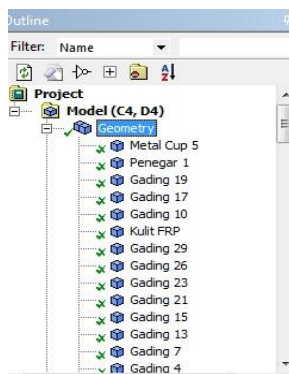 Outline
Filter: Name
Project
Model (C4, D4)
Geometry
Metal Cup 5
Penegar 1
Gading 19
Gading 17
Gading 10
Kulit FRP
Gading 29
Gading 26
Gading 23
Gading 21
Gading 15
Gading 13
Gading 7
Gading 4